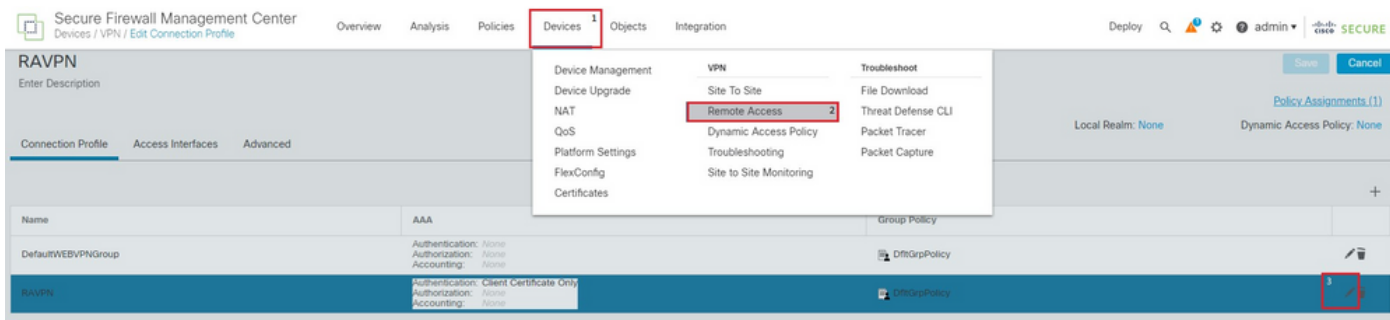 Secure Firewall Management Center
Devices / VPN / Edit Connection Profile
Overview Analysis Policies Devices 1 Objects Integration
Deploy admin cisco SECURE
RAVPN
Enter Description
Save Cancel
Policy Assignments (1)
Local Realm: None Dynamic Access Policy: None
Connection Profile Access Interfaces Advanced
Device Management
Device Upgrade
NAT
QoS
Platform Settings
FlexConfig
Certificates
VPN
Site To Site
Remote Access 2
Dynamic Access Policy
Troubleshooting
Site to Site Monitoring
Troubleshoot
File Download
Threat Defense CLI
Packet Tracer
Packet Capture
Name AAA Group Policy
DefaultWEBVPNGroup
Authentication: None
Authorization: None
Accounting: None
DfltGrpPolicy
RAVPN
Authentication: Client Certificate Only
Authorization: None
Accounting: None
DfltGrpPolicy
3